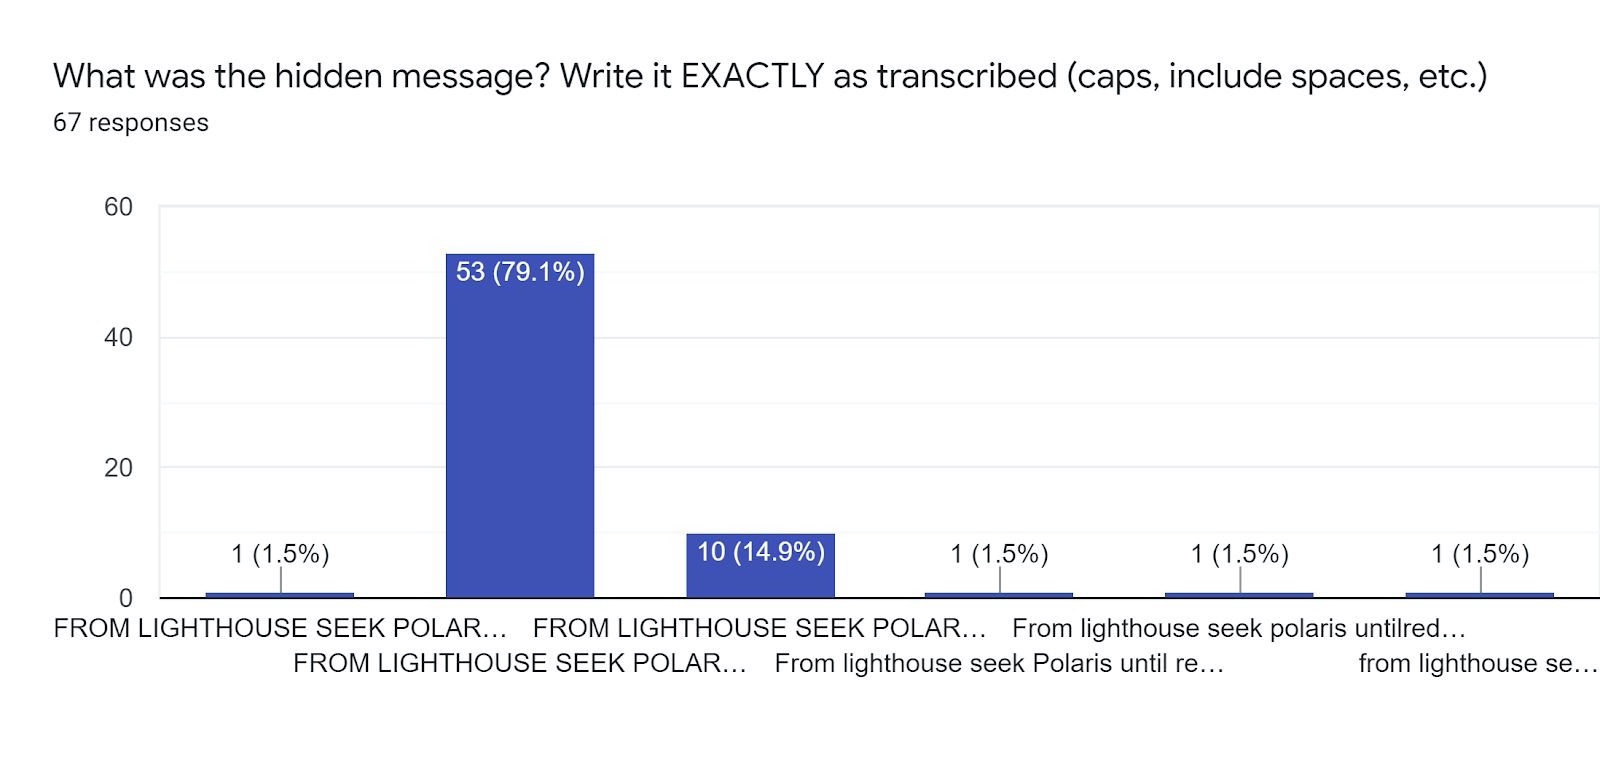 What was the hidden message? Write it EXACTLY as transcribed (caps, include spaces, etc.)
67 responses
60
53 (79.1%)
40
20
10 (14.9%)
1 (1.5%)
1 (1.5%)
1 (1.5%)
1 (1.5%)
0
FROM LIGHTHOUSE SEEK POLAR…
FROM LIGHTHOUSE SEEK POLAR…
From lighthouse seek polaris untilred…
FROM LIGHTHOUSE SEEK POLAR…
From lighthouse seek Polaris until re…
from lighthouse se…